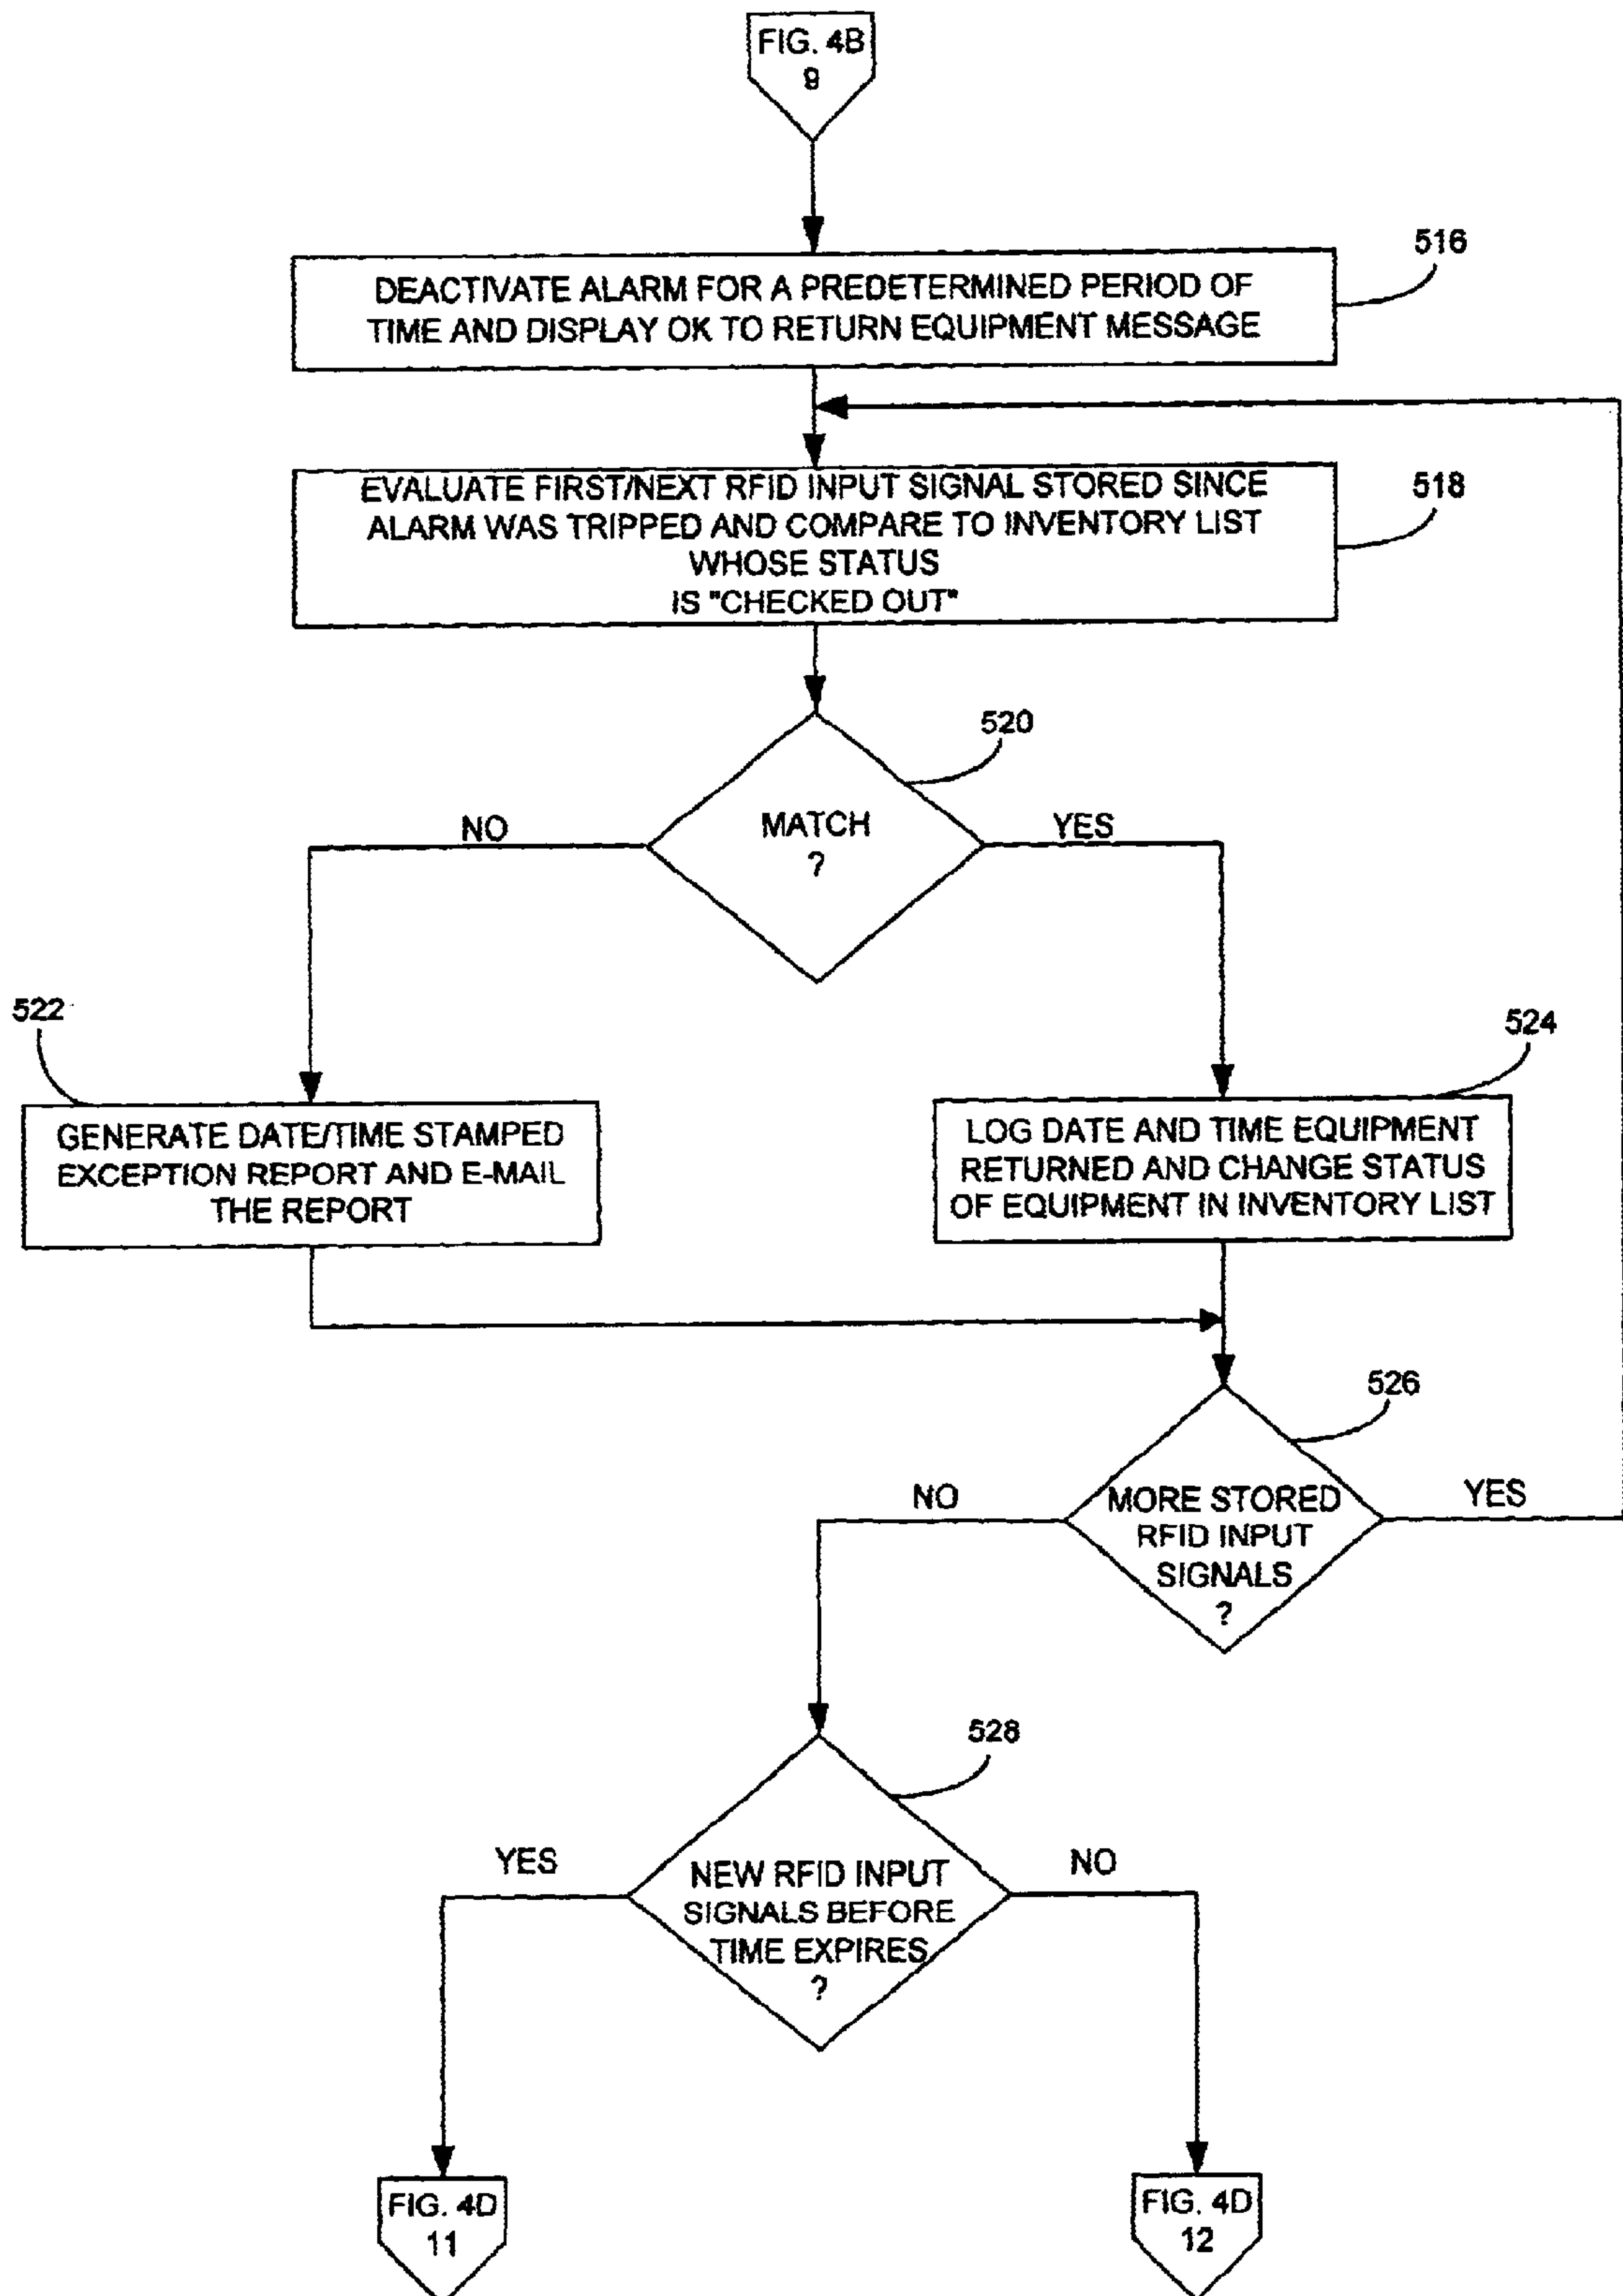 FIG. 4B
9
516
DEACTIVATE ALARM FOR A PREDETERMINED PERIOD OF
TIME AND DISPLAY OK TO RETURN EQUIPMENT MESSAGE
518
EVALUATE FIRST/NEXT RFID INPUT SIGNAL STORED SINCE
ALARM WAS TRIPPED AND COMPARE TO INVENTORY LIST
WHOSE STATUS
IS "CHECKED OUT"
520
MATCH
?
NO
YES
522
GENERATE DATE/TIME STAMPED
EXCEPTION REPORT AND E-MAIL
THE REPORT
524
LOG DATE AND TIME EQUIPMENT
RETURNED AND CHANGE STATUS
OF EQUIPMENT IN INVENTORY LIST
526
MORE STORED
RFID INPUT
SIGNALS
?
NO
YES
528
NEW RFID INPUT
SIGNALS BEFORE
TIME EXPIRES
?
YES
NO
FIG. 4D
11
FIG. 4D
12